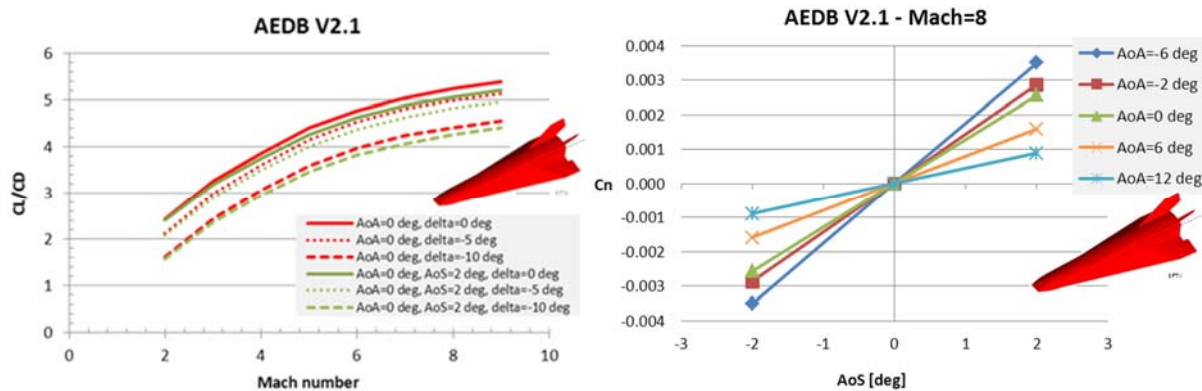 AEDB V2.1
6
5
4
3
2
1
0
CL/CD
0
2
4
6
8
10
Mach number
AoA=0 deg, delta=0 deg
AoA=0 deg, delta=-5 deg
AoA=0 deg, delta=-10 deg
AoA=0 deg, AoS=2 deg, delta=0 deg
AoA=0 deg, AoS=2 deg, delta=-5 deg
AoA=0 deg, AoS=2 deg, delta=-10 deg
AEDB V2.1 - Mach=8
0.004
0.003
0.002
0.001
0.000
-0.001
-0.002
-0.003
-0.004
Cn
-3
-2
-1
0
1
2
3
AoS [deg]
AoA=-6 deg
AoA=-2 deg
AoA=0 deg
AoA=6 deg
AoA=12 deg